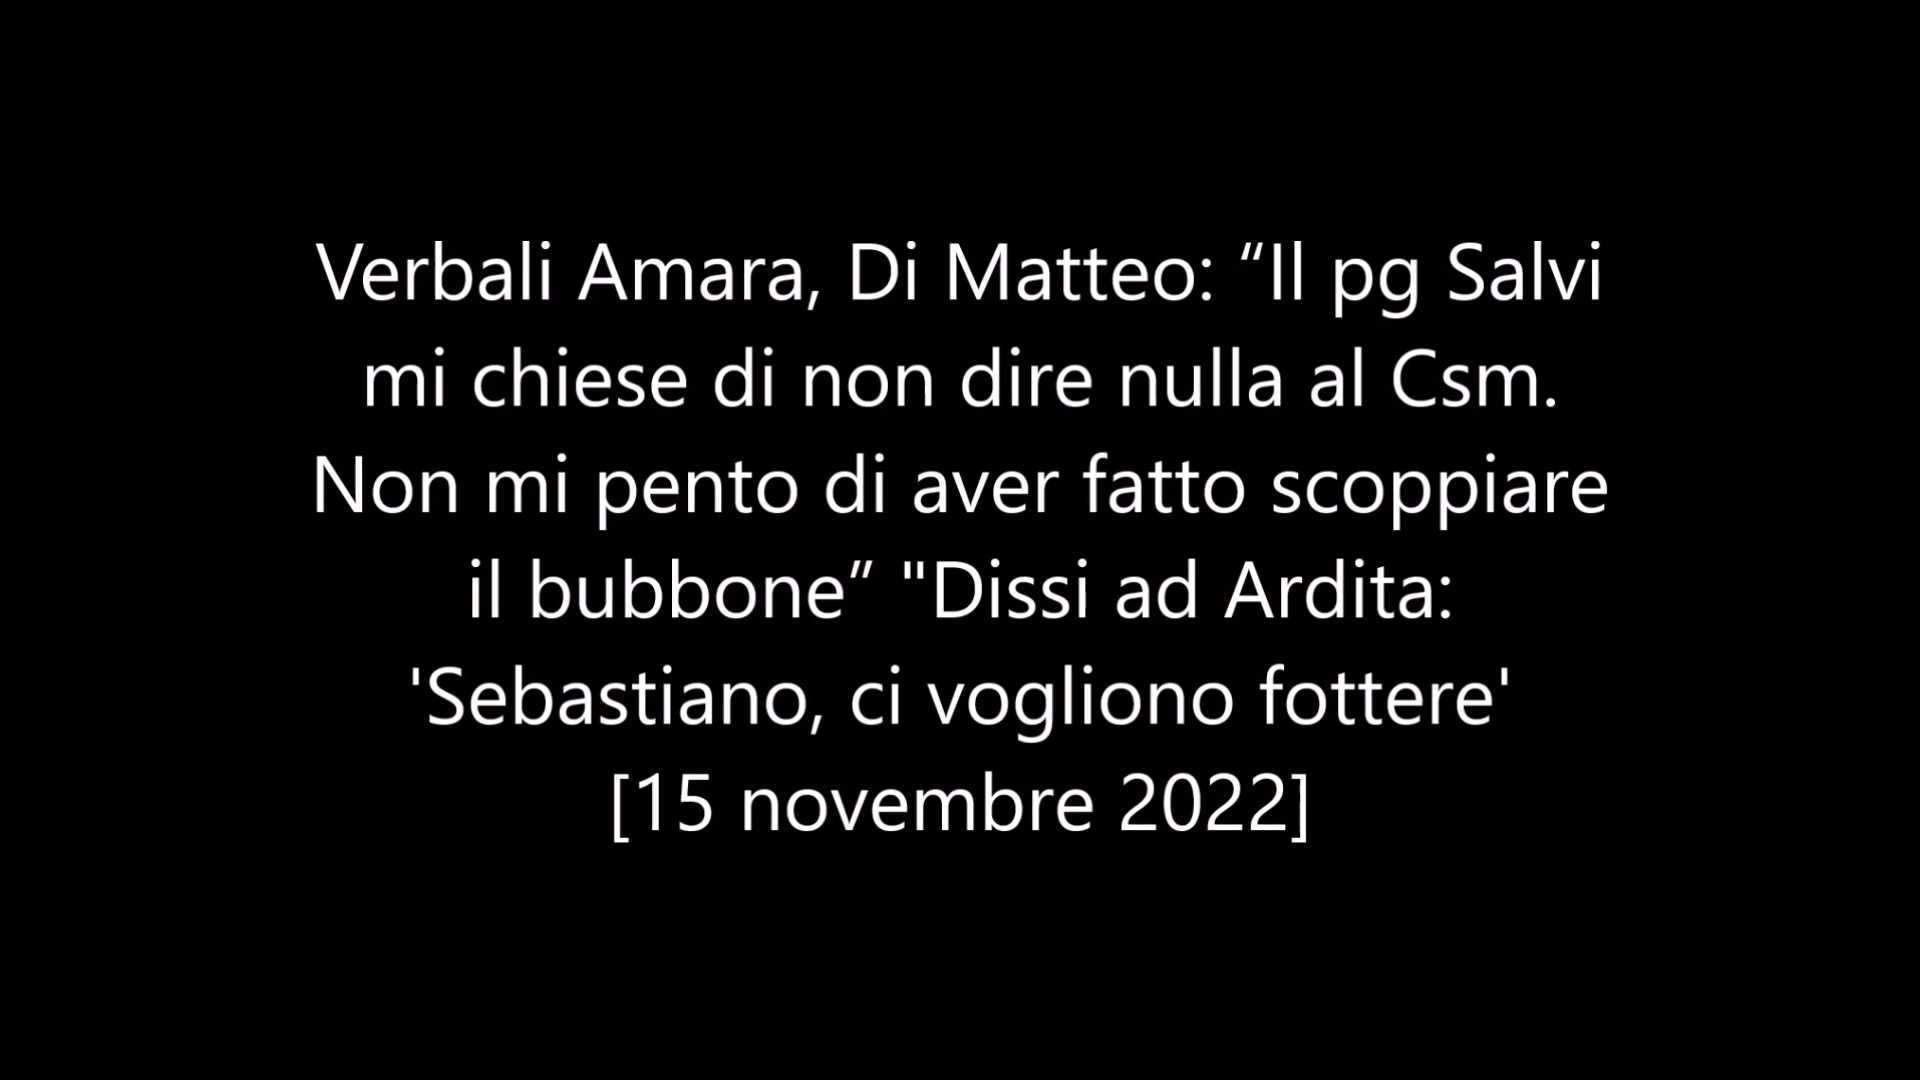 Verbali Amara, Di Matteo: “Il pg Salvi
mi chiese di non dire nulla al Csm.
Non mi pento di aver fatto scoppiare
il bubbone” "Dissi ad Ardita:
'Sebastiano, ci vogliono fottere'
[15 novembre 2022]